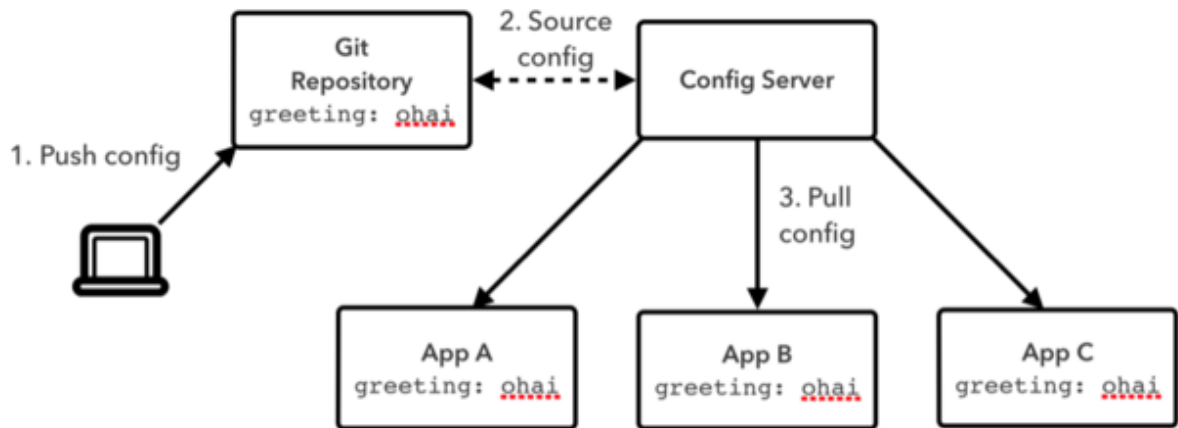 Git
Repository
greeting: ohai
2. Source
config
Config Server
1. Push config
3. Pull
config
App A
greeting: ohai
App B
greeting: ohai
App C
greeting: ohai